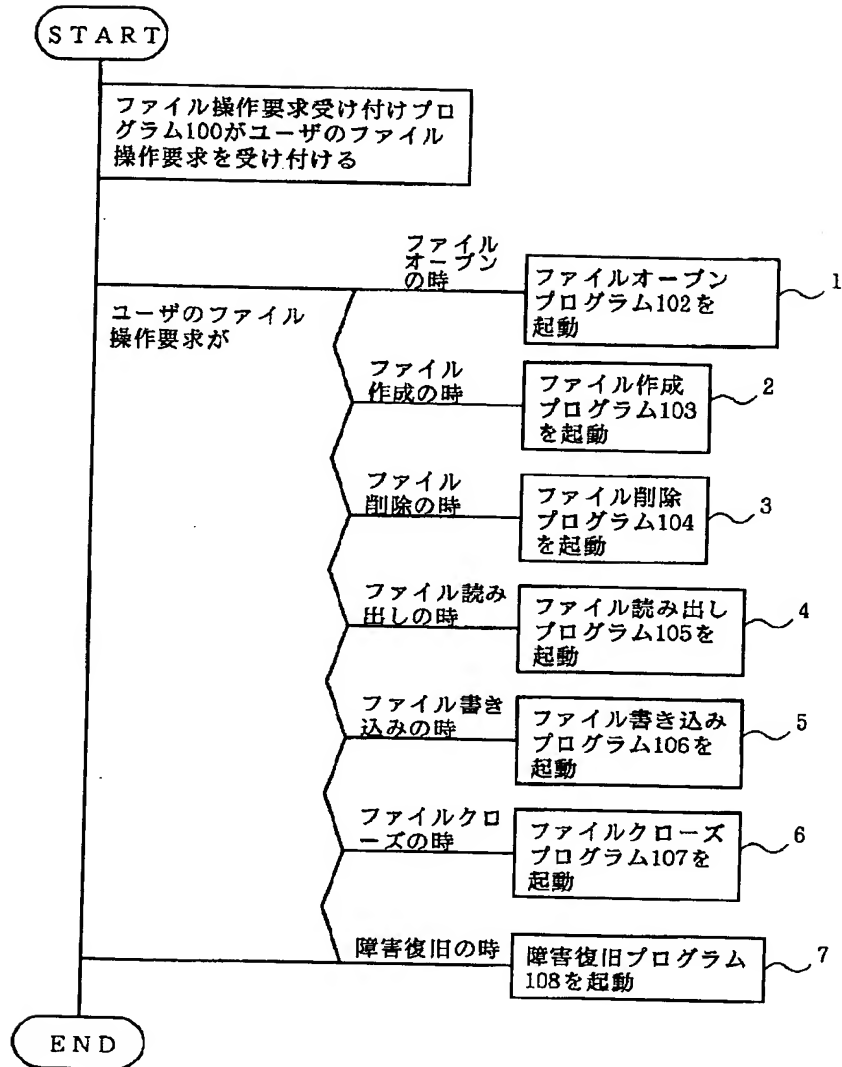 START
ファイル操作要求受け付けプロ
グラム100がユーザのファイル
操作要求を受け付ける
ユーザのファイル
操作要求が
ファイル
オープン
の時
ファイルオープン
プログラム102を
起動
1
ファイル
作成の時
ファイル作成
プログラム103
を起動
2
ファイル
削除の時
ファイル削除
プログラム104
を起動
3
ファイル読み
出しの時
ファイル読み出し
プログラム105を
起動
4
ファイル書き
込みの時
ファイル書き込み
プログラム106を
起動
5
ファイルクロ
ーズの時
ファイルクローズ
プログラム107を
起動
6
障害復旧の時
障害復旧プログラム
108を起動
7
END